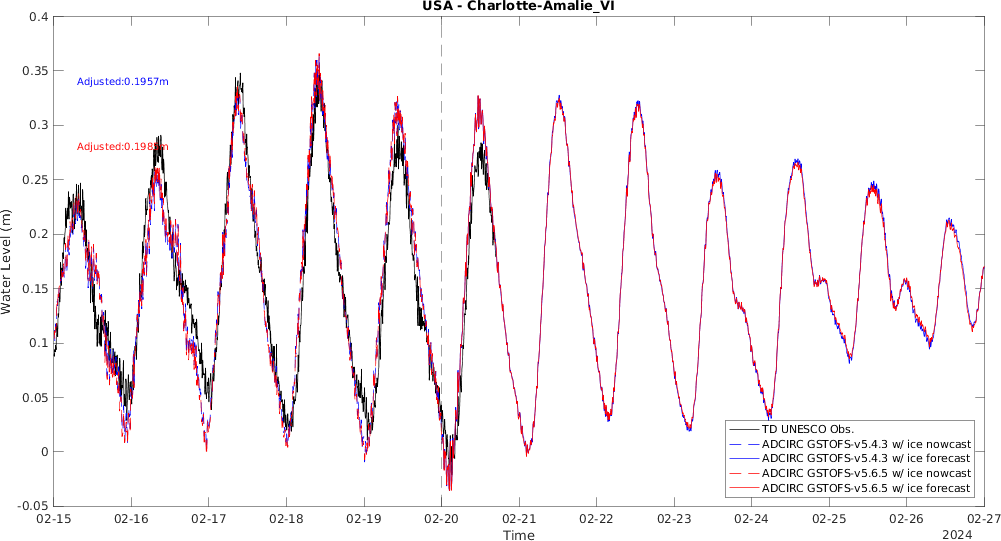 USA - Charlotte-Amalie_VI
0.4
0.35
0.3
0.25
0.2
0.15
0.1
0.05
0
-0.05
Water Level (m)
Adjusted:0.1957m
TD UNESCO Obs.
ADCIRC GSTOFS-v5.4.3 w/ ice nowcast
ADCIRC GSTOFS-v5.4.3 w/ ice forecast
ADCIRC GSTOFS-v5.6.5 w/ ice nowcast
ADCIRC GSTOFS-v5.6.5 w/ ice forecast
02-15 02-16 02-17 02-18 02-19 02-20 02-21 02-22 02-23 02-24 02-25 02-26 02-27
Time
2024